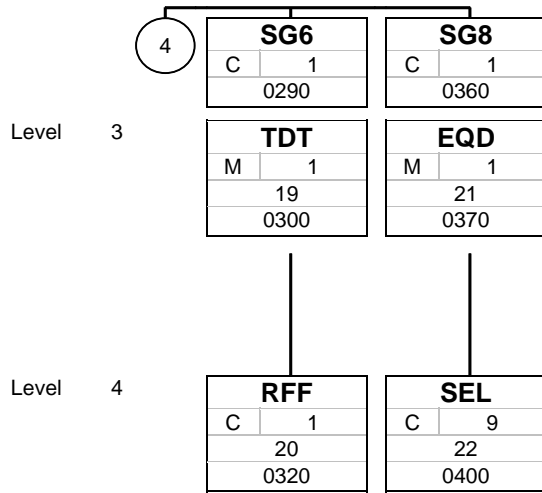 4
SG6 SG8
C 1 C 1
0290 0360
Level 3
TDT EQD
M 1 M 1
19 21
0300 0370
Level 4
RFF SEL
C 1 C 9
20 22
0320 0400